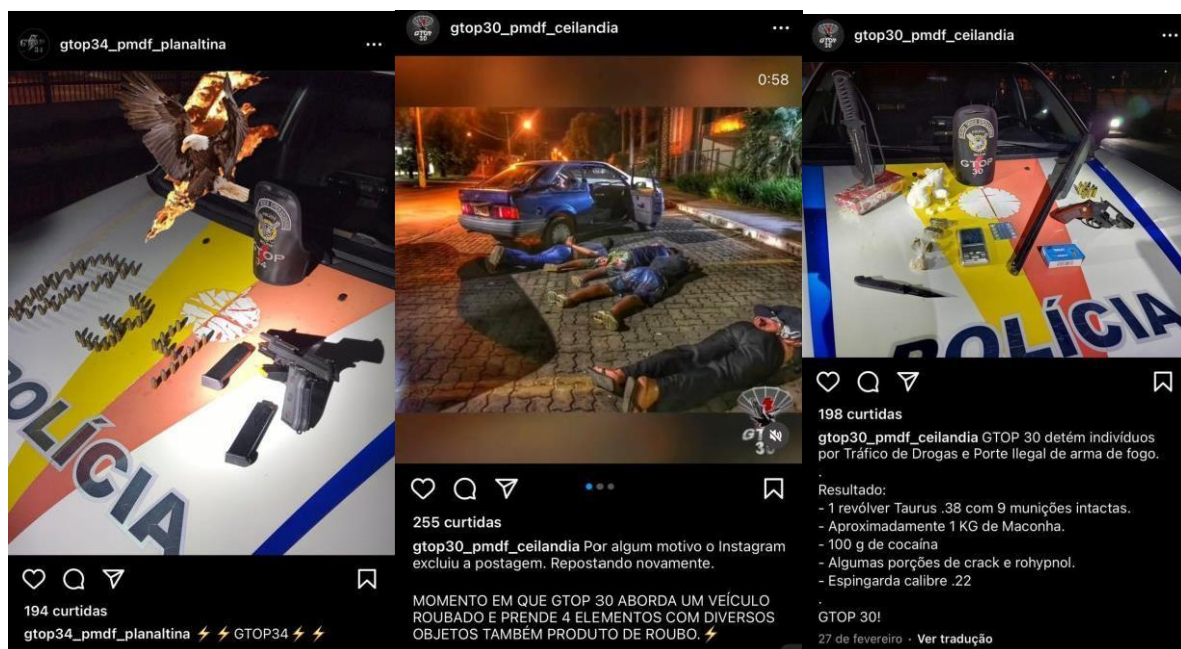 gtop34_pmdf_planaltina
GTOP
34
POLÍCIA
194 curtidas
gtop34_pmdf_planaltina ⚡⚡GTOP34⚡⚡
gtop30_pmdf_ceilandia
0:58
255 curtidas
gtop30_pmdf_ceilandia Por algum motivo o Instagram
excluiu a postagem. Repostando novamente.
MOMENTO EM QUE GTOP 30 ABORDA UM VEÍCULO
ROUBADO E PRENDE 4 ELEMENTOS COM DIVERSOS
OBJETOS TAMBÉM PRODUTO DE ROUBO.⚡
gtop30_pmdf_ceilandia
GTOP
30
POLÍCIA
198 curtidas
gtop30_pmdf_ceilandia GTOP 30 detém indivíduos
por Tráfico de Drogas e Porte Ilegal de arma de fogo.
.
Resultado:
- 1 revólver Taurus .38 com 9 munições intactas.
- Aproximadamente 1 KG de Maconha.
- 100 g de cocaína
- Algumas porções de crack e rohypnol.
- Espingarda calibre .22
.
GTOP 30!
27 de fevereiro · Ver tradução